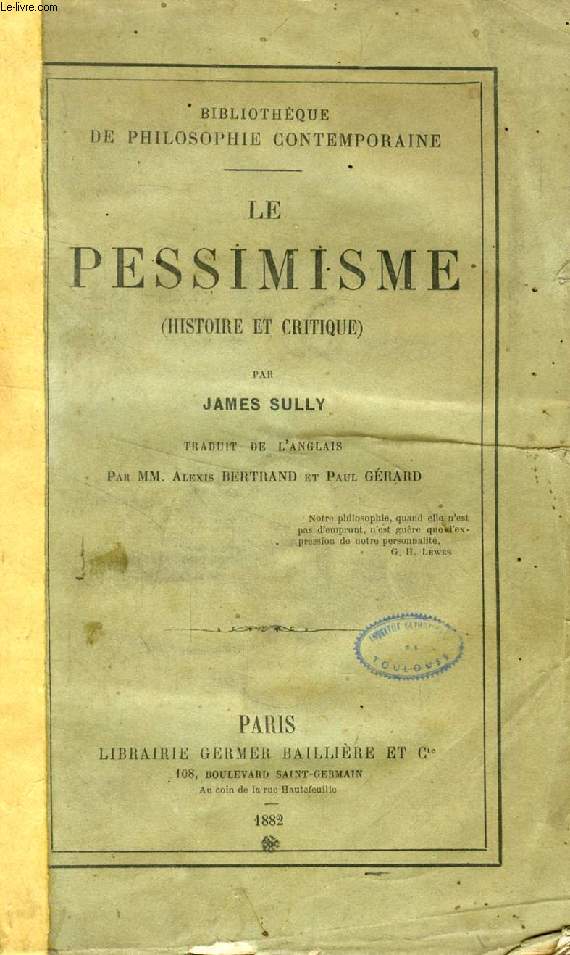 Le-livre.com
BIBLIOTHÈQUE
DE PHILOSOPHIE CONTEMPORAINE
LE
PESSIMISME
(HISTOIRE ET CRITIQUE)
PAR
JAMES SULLY
TRADUIT DE L'ANGLAIS
PAR MM. ALEXIS BERTRAND ET PAUL GÉRARD
Notre philosophie, quand elle n'est
pas d'emprunt, n'est guère que l'ex-
pression de notre personnalité.
G. H. LEWES
INSTITUT CATHOLIQUE
DE
TOULOUSE
PARIS
LIBRAIRIE GERMER BAILLIÈRE ET Cie
108, BOULEVARD SAINT-GERMAIN
Au coin de la rue Hautefeuille
1882